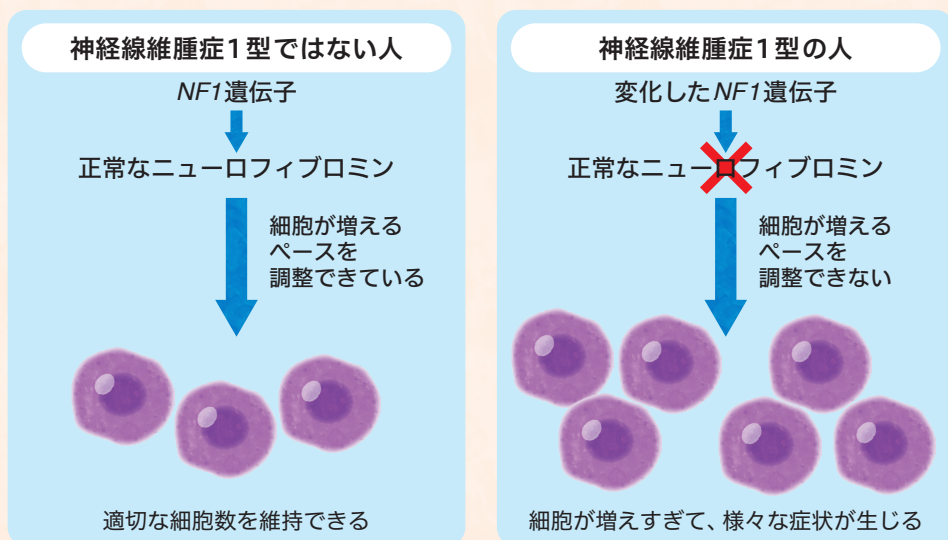 神経線維腫症1型ではない人
NF1遺伝子
正常なニューロフィブロミン
細胞が増える
ペースを
調整できている
適切な細胞数を維持できる
神経線維腫症1型の人
変化したNF1遺伝子
正常なニューロフィブロミン
細胞が増える
ペースを
調整できない
細胞が増えすぎて、様々な症状が生じる